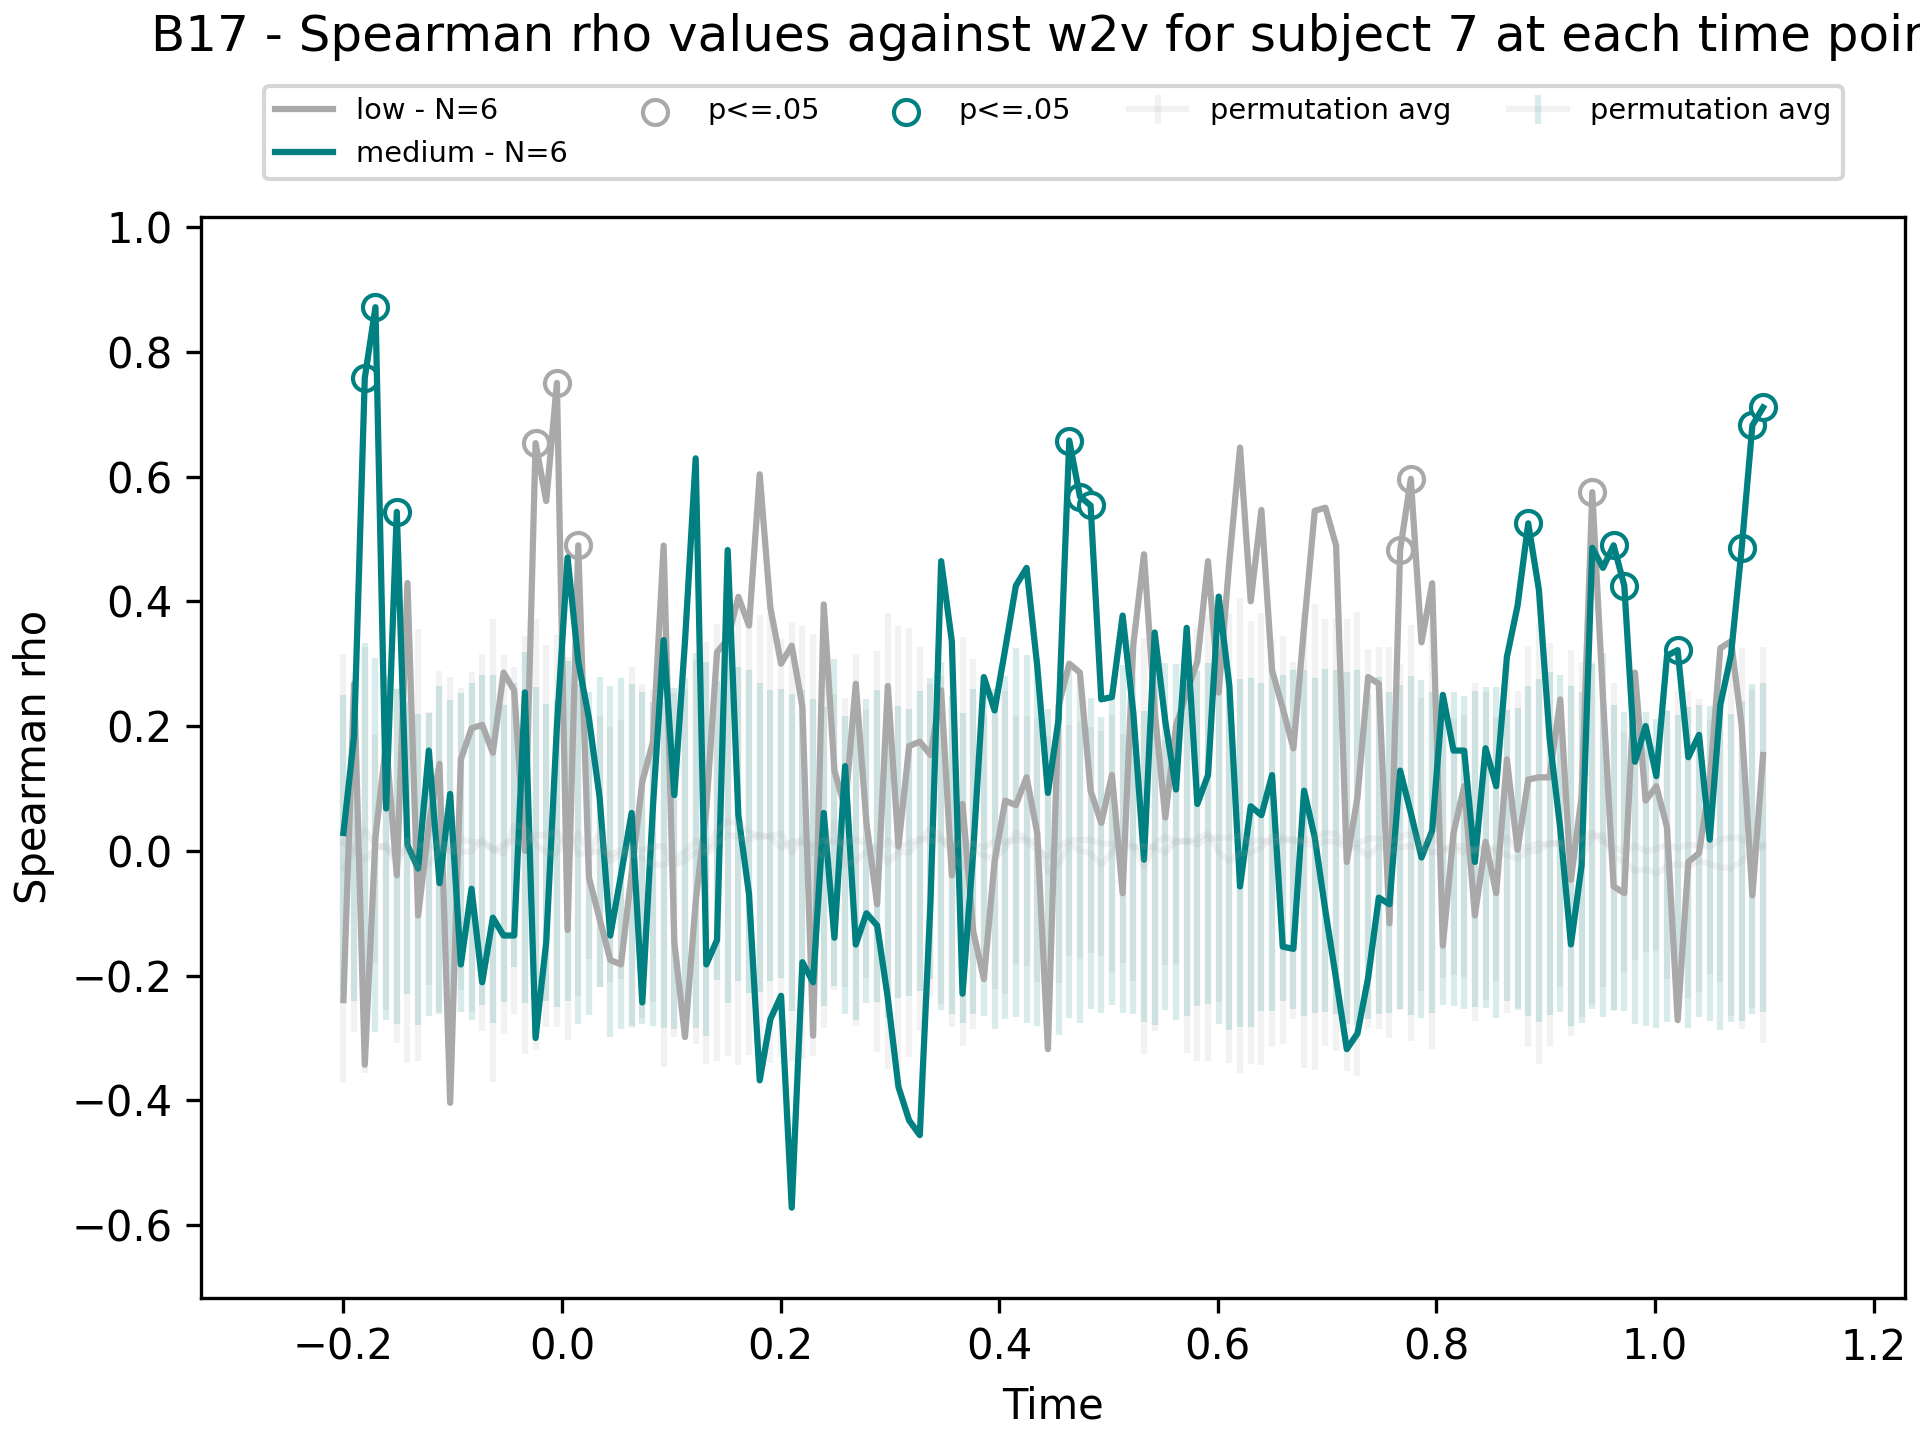 B17 - Spearman rho values against w2v for subject 7 at each time
low - N=6
p<=.05
p<=.05
permutation avg
permutation avg
medium - N=6
1.0
0.8
0.6
0.4
0.2
0.0
−0.2
−0.4
−0.6
Spearman rho
−0.2
0.0
0.2
0.4
0.6
0.8
1.0
1.2
Time